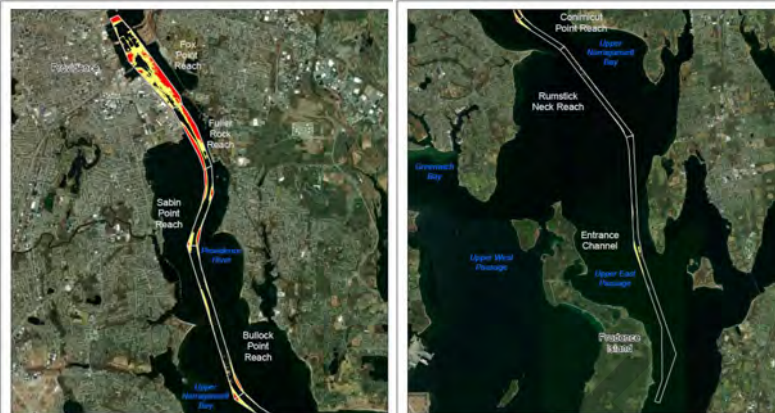 Fox
Point
Reach
Providence
Fuller
Rock
Reach
Sabin
Point
Reach
Providence
River
Bullock
Point
Reach
Upper
Narragansett
Bay
Conimicut
Point Reach
Upper
Narragansett
Bay
Rumstick
Neck Reach
Greenwich
Bay
Entrance
Channel
Upper West
Passage
Upper East
Passage
Prudence
Island